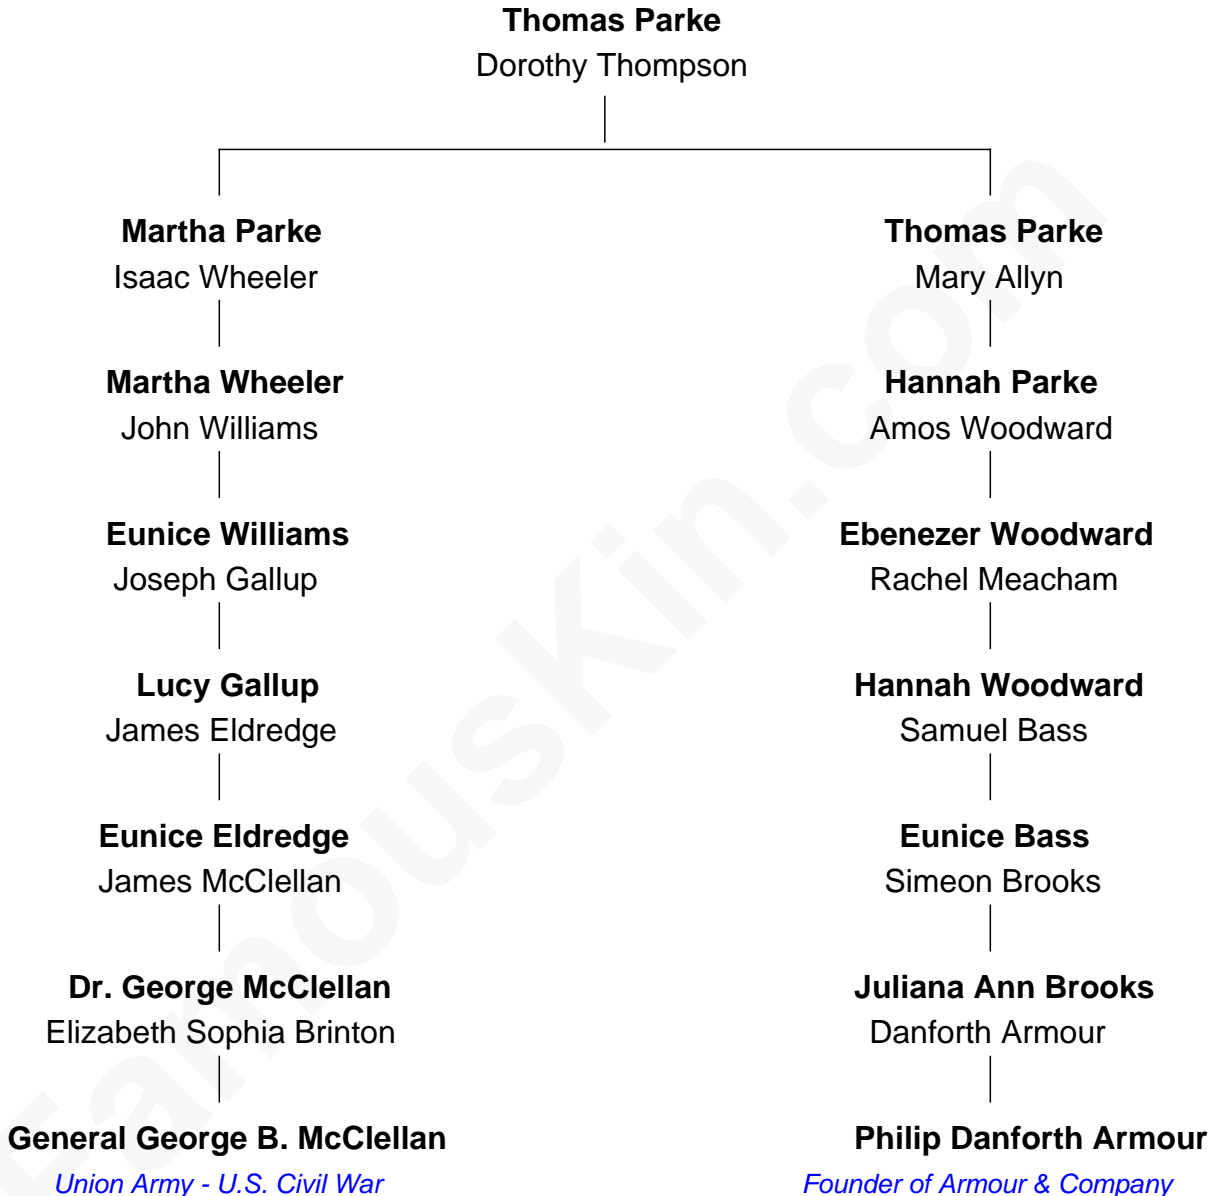 Thomas Parke
Dorothy Thompson
Martha Parke
Isaac Wheeler
Thomas Parke
Mary Allyn
Martha Wheeler
John Williams
Hannah Parke
Amos Woodward
Eunice Williams
Joseph Gallup
Ebenezer Woodward
Rachel Meacham
Lucy Gallup
James Eldredge
Hannah Woodward
Samuel Bass
Eunice Eldredge
James McClellan
Eunice Bass
Simeon Brooks
Dr. George McClellan
Elizabeth Sophia Brinton
Juliana Ann Brooks
Danforth Armour
General George B. McClellan
Union Army - U.S. Civil War
Philip Danforth Armour
Founder of Armour & Company
FamousKin.com